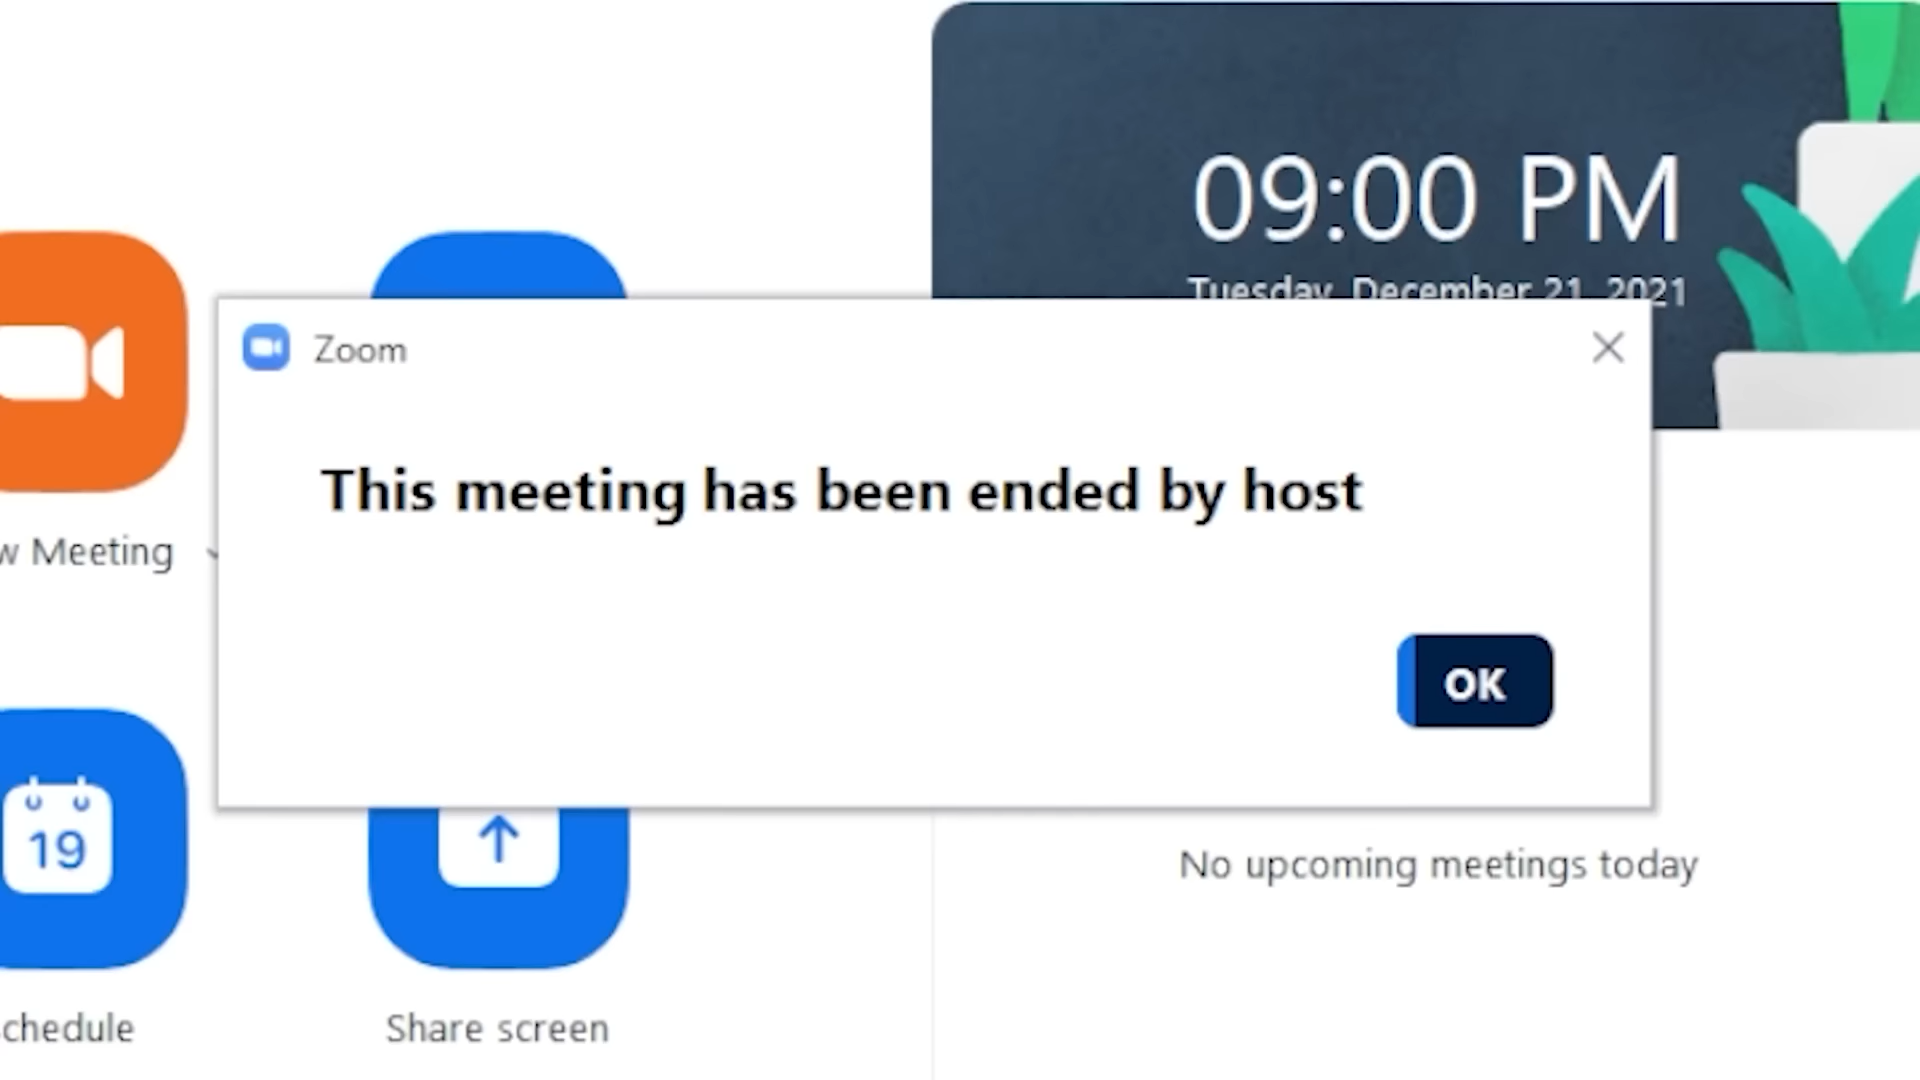 09:00 PM
Tuesday, December 21, 2021
Zoom
This meeting has been ended by host
OK
Meeting
19
No upcoming meetings today
Share screen